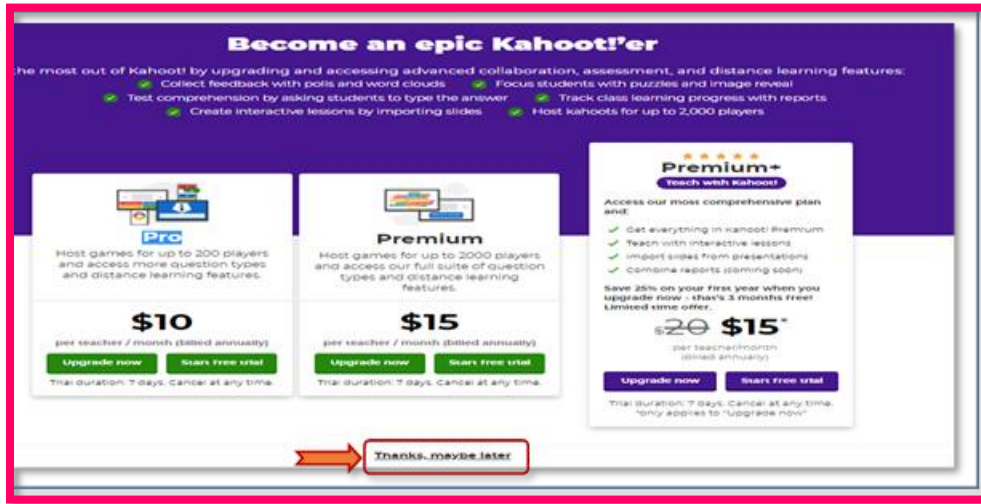 Become an epic Kahoot!'er
he most out of Kahoot! by upgrading and accessing advanced collaboration, assessment, and distance learning features:
Collect feedback with polls and word clouds Focus students with puzzles and image reveal
Test comprehension by asking students to type the answer Track class learning progress with reports
Create interactive lessons by importing slides Host kahoots for up to 2,000 players
Pro
Host games for up to 200 players
and access more question types
and distance learning features.
$10
per teacher / month (billed annually)
Upgrade now Start free trial
Trial duration: 7 days. Cancel at any time.
Premium
Host games for up to 2000 players
and access our full suite of question
types and distance learning
features.
$15
per teacher / month (billed annually)
Upgrade now Start free trial
Trial duration: 7 days. Cancel at any time.
Premium+
Teach with Kahoot!
Access our most comprehensive plan
and:
Get everything in Kahoot! Premium
Teach with interactive lessons
Import slides from presentations
Combine reports (coming soon)
Save 25% on your first year when you
upgrade now - that's 3 months free!
Limited time offer.
$20 $15*
per teacher/month
(billed annually)
Upgrade now Start free trial
Trial duration: 7 days. Cancel at any time.
*only applies to "Upgrade now"
Thanks, maybe later